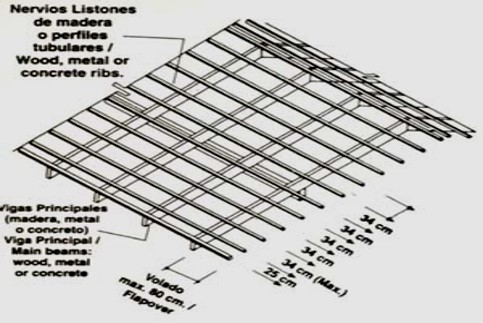 Nervios Listones
de madera
o perfiles
tubulares /
Wood, metal or
concrete ribs.
Vigas Principales
(madera, metal
o concreto)
Viga Principal /
Main beams:
wood, metal
or concrete
Volado
max. 80 cm. /
Flapover
25 cm
34 cm (Max.)
34 cm
34 cm
34 cm
34 cm